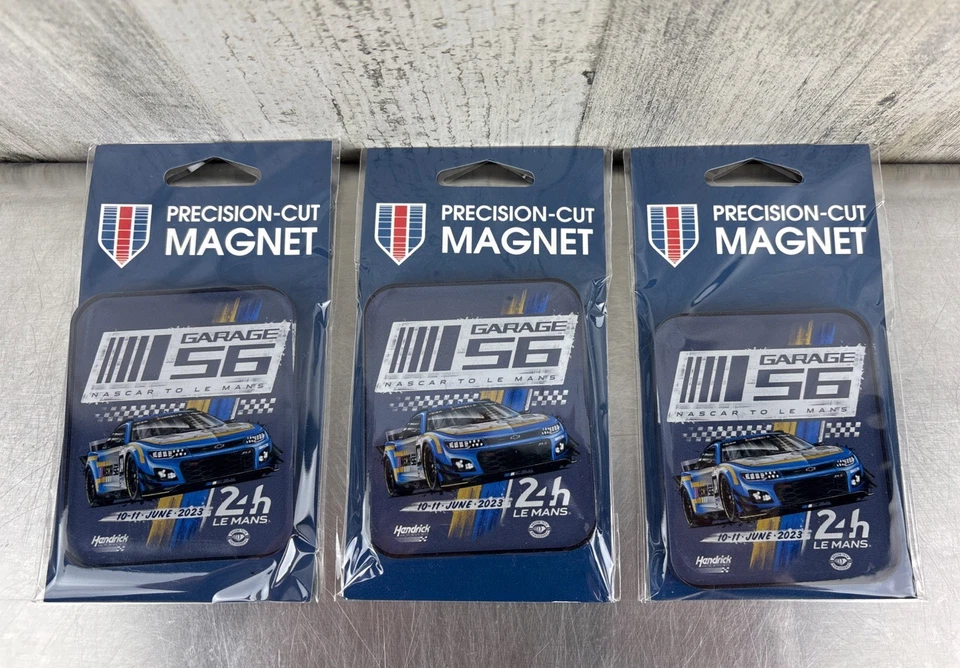 PRECISION-CUT
MAGNET
GARAGE
56
NASCAR TO LE MANS
10-11 · JUNE · 2023
24h
LE MANS
Hendrick
PRECISION-CUT
MAGNET
GARAGE
56
NASCAR TO LE MANS
10-11 · JUNE · 2023
24h
LE MANS
Hendrick
PRECISION-CUT
MAGNET
GARAGE
56
NASCAR TO LE MANS
10-11 · JUNE · 2023
24h
LE MANS
Hendrick